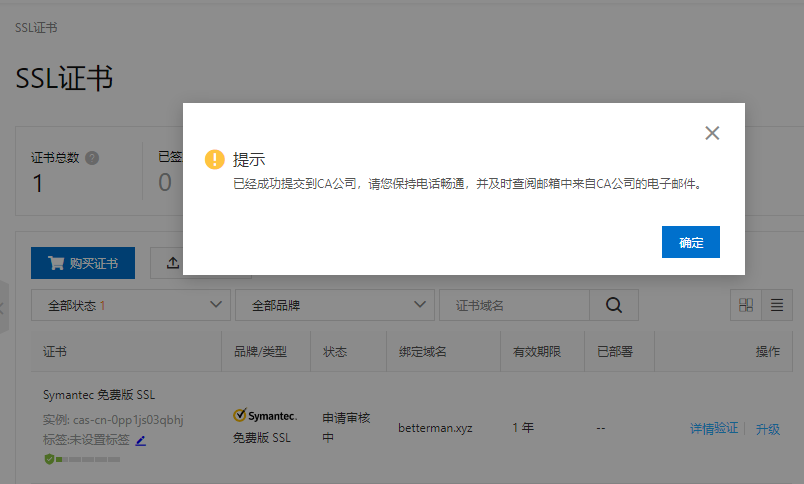 SSL证书
SSL证书
证书总数 ?
已签
1
0
提示
已经成功提交到CA公司，请您保持电话畅通，并及时查阅邮箱中来自CA公司的电子邮件。
确定
购买证书
全部状态 1
全部品牌
证书域名
证书 品牌/类型 状态 绑定域名 有效期限 已部署 操作
Symantec 免费版 SSL
实例: cas-cn-0pp1js03qbhj
标签:未设置标签
Symantec.
免费版 SSL
申请审核
中
betterman.xyz
1 年
--
详情验证 | 升级